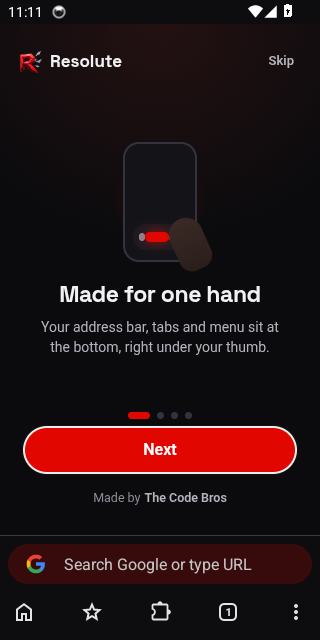 11:11
Resolute
Skip
Made for one hand
Your address bar, tabs and menu sit at
the bottom, right under your thumb.
Next
Made by The Code Bros
Search Google or type URL
1